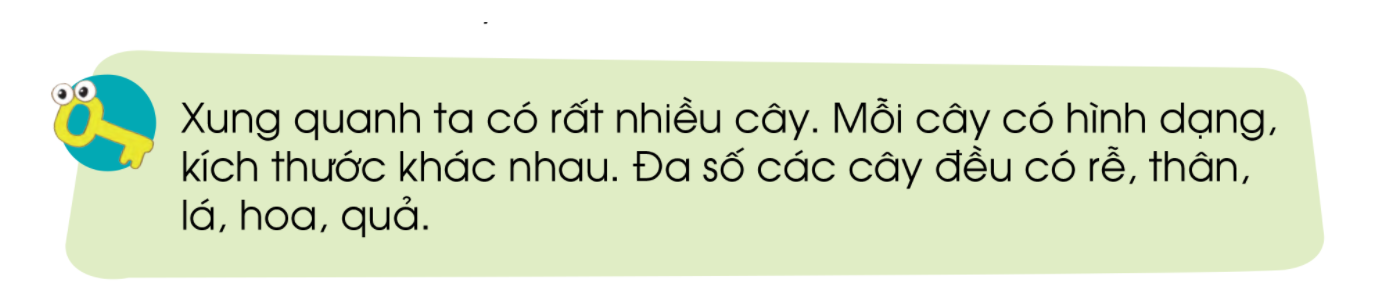 Xung quanh ta có rất nhiều cây. Mỗi cây có hình dạng,
kích thước khác nhau. Đa số các cây đều có rễ, thân,
lá, hoa, quả.